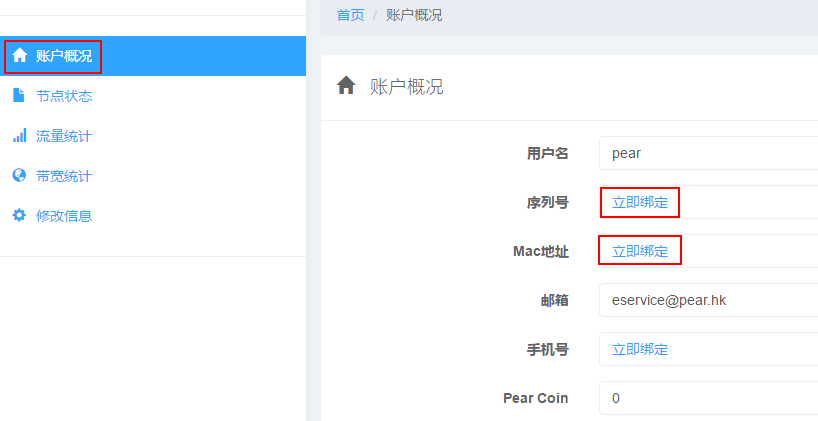 首页 / 账户概况
账户概况
节点状态
流量统计
带宽统计
修改信息
账户概况
用户名 pear
序列号 立即绑定
Mac地址 立即绑定
邮箱 eservice@pear.hk
手机号 立即绑定
Pear Coin 0